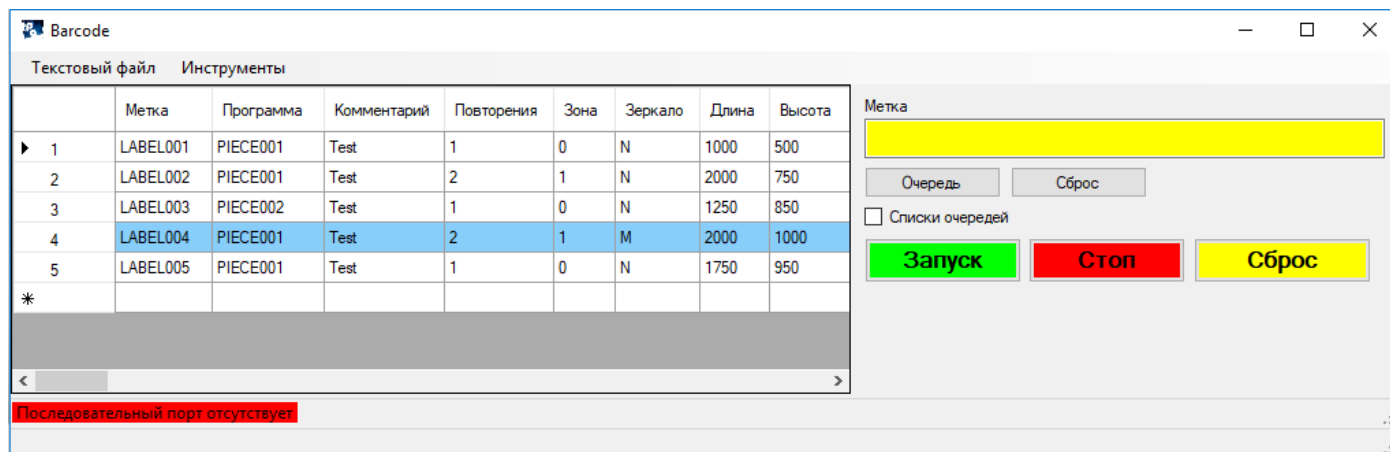 Barcode
Текстовый файл Инструменты
Метка Программа Комментарий Повторения Зона Зеркало Длина Высота
1 LABEL001 PIECE001 Test 1 0 N 1000 500
2 LABEL002 PIECE001 Test 2 1 N 2000 750
3 LABEL003 PIECE002 Test 1 0 N 1250 850
4 LABEL004 PIECE001 Test 2 1 M 2000 1000
5 LABEL005 PIECE001 Test 1 0 N 1750 950
Метка
Очередь Сброс
Списки очередей
Запуск Стоп Сброс
Последовательный порт отсутствует